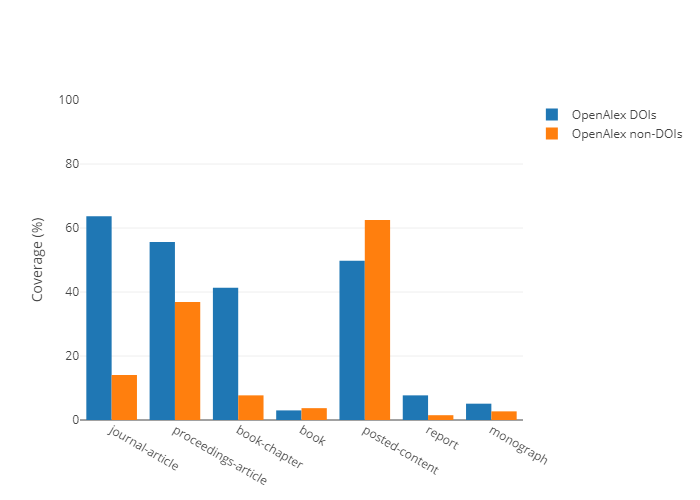 100
80
60
40
20
0
Coverage (%)
journal-article
proceedings-article
book-chapter
book
posted-content
report
monograph
OpenAlex DOIs
OpenAlex non-DOIs